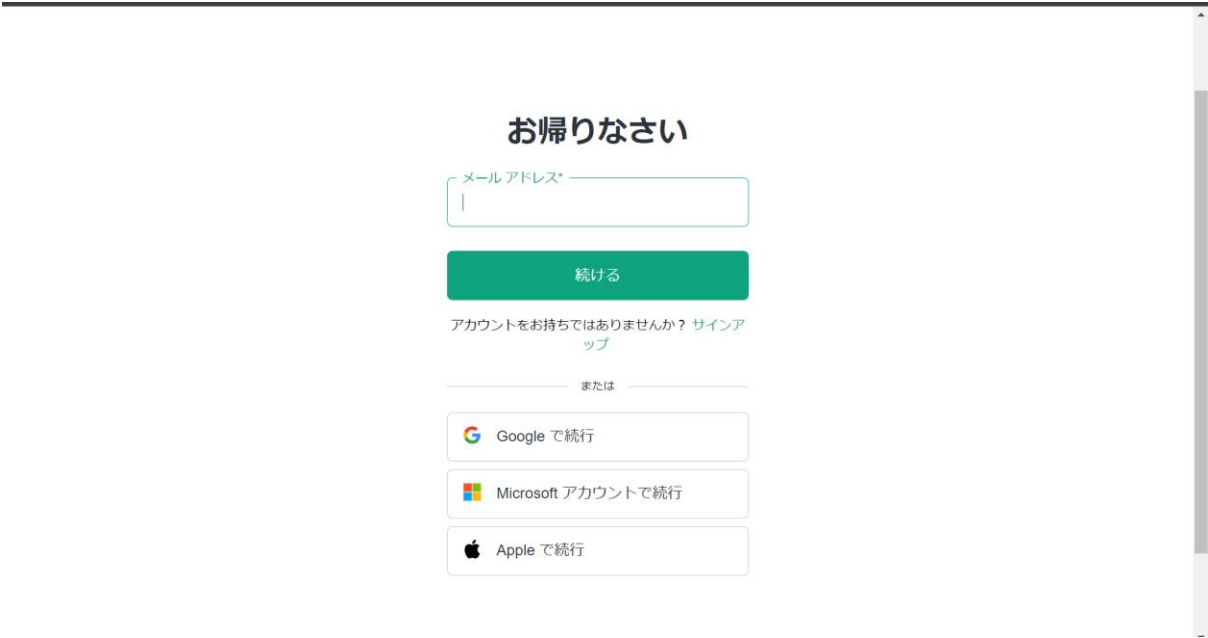 お帰りなさい
メール アドレス*
続ける
アカウントをお持ちではありませんか？ サインア
ップ
または
Google で続行
Microsoft アカウントで続行
Apple で続行